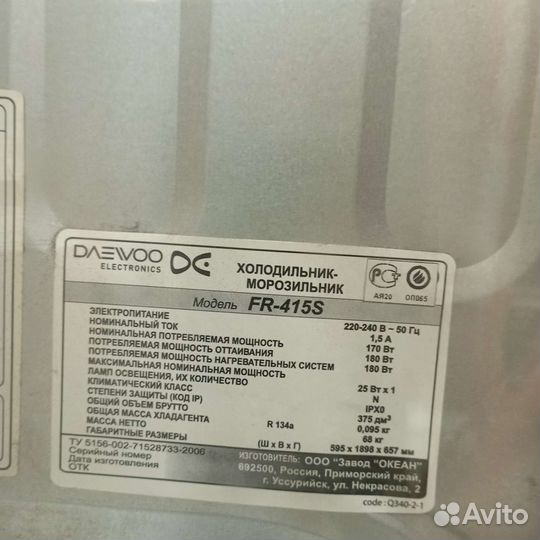 DAEWOO
ELECTRONICS
ХОЛОДИЛЬНИК-
МОРОЗИЛЬНИК
АЯ20 ОП065
Модель FR-415S
ЭЛЕКТРОПИТАНИЕ 220-240 В ~ 50 Гц
НОМИНАЛЬНЫЙ ТОК 1,5 А
НОМИНАЛЬНАЯ ПОТРЕБЛЯЕМАЯ МОЩНОСТЬ 170 Вт
ПОТРЕБЛЯЕМАЯ МОЩНОСТЬ ОТТАИВАНИЯ 180 Вт
ПОТРЕБЛЯЕМАЯ МОЩНОСТЬ НАГРЕВАТЕЛЬНЫХ СИСТЕМ 180 Вт
МАКСИМАЛЬНАЯ НОМИНАЛЬНАЯ МОЩНОСТЬ
ЛАМП ОСВЕЩЕНИЯ, ИХ КОЛИЧЕСТВО 25 Вт x 1
КЛИМАТИЧЕСКИЙ КЛАСС N
СТЕПЕНИ ЗАЩИТЫ (КОД IP) IPX0
ОБЩИЙ ОБЪЕМ БРУТТО 375 дм³
ОБЩАЯ МАССА ХЛАДАГЕНТА R 134a 0,095 кг
МАССА НЕТТО 68 кг
ГАБАРИТНЫЕ РАЗМЕРЫ (Ш x В x Г) 595 x 1898 x 657 мм
ТУ 5156-002-71528733-2006
Серийный номер
Дата изготовления
ОТК
ИЗГОТОВИТЕЛЬ: ООО "Завод "ОКЕАН"
692500, Россия, Приморский край,
г. Уссурийск, ул. Некрасова, 2
code : Q340-2-1
Avito